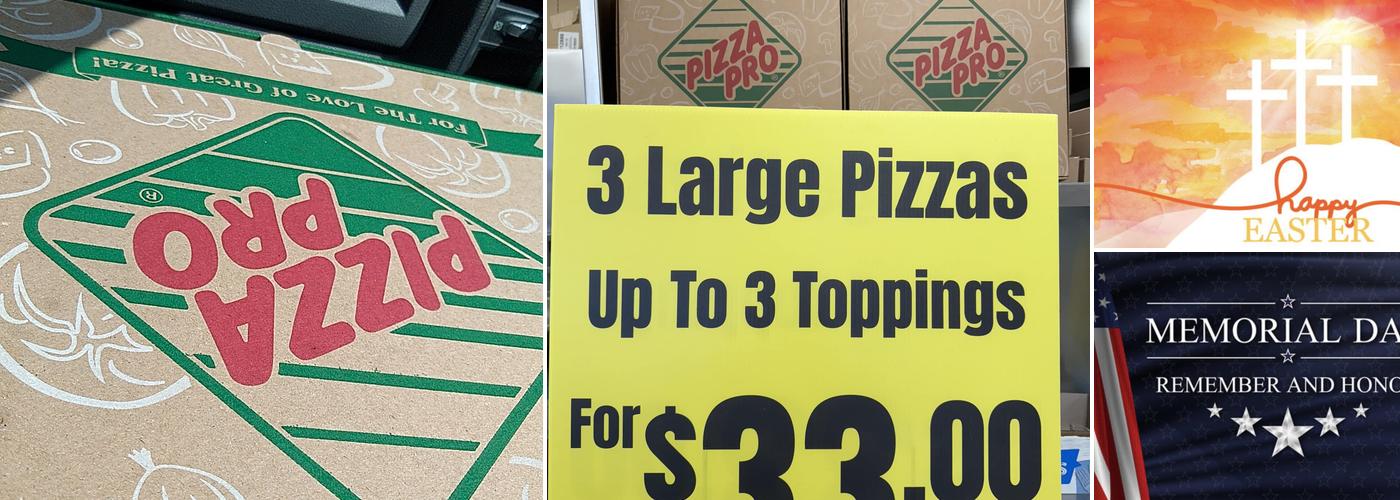 For The Love of Great Pizza!
PIZZA
PRO
®
PIZZA
PRO
®
PIZZA
PRO
®
3 Large Pizzas
Up To 3 Toppings
For $33.00
happy
EASTER
MEMORIAL DA
REMEMBER AND HONO